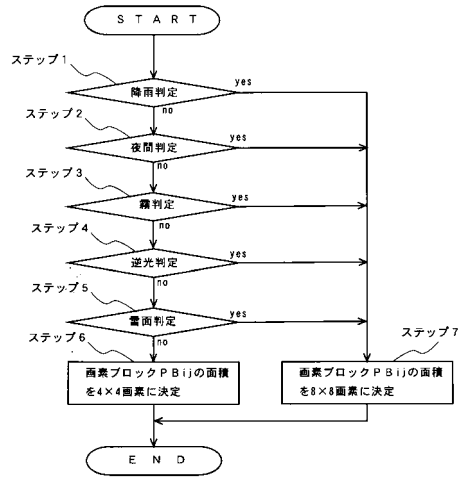 ＳＴＡＲＴ
ステップ1
降雨判定
yes
no
ステップ2
夜間判定
yes
no
ステップ3
霧判定
yes
no
ステップ4
逆光判定
yes
no
ステップ5
雪面判定
yes
no
ステップ6
画素ブロックＰＢijの面積
を4×4画素に決定
ステップ7
画素ブロックＰＢijの面積
を8×8画素に決定
ＥＮＤ